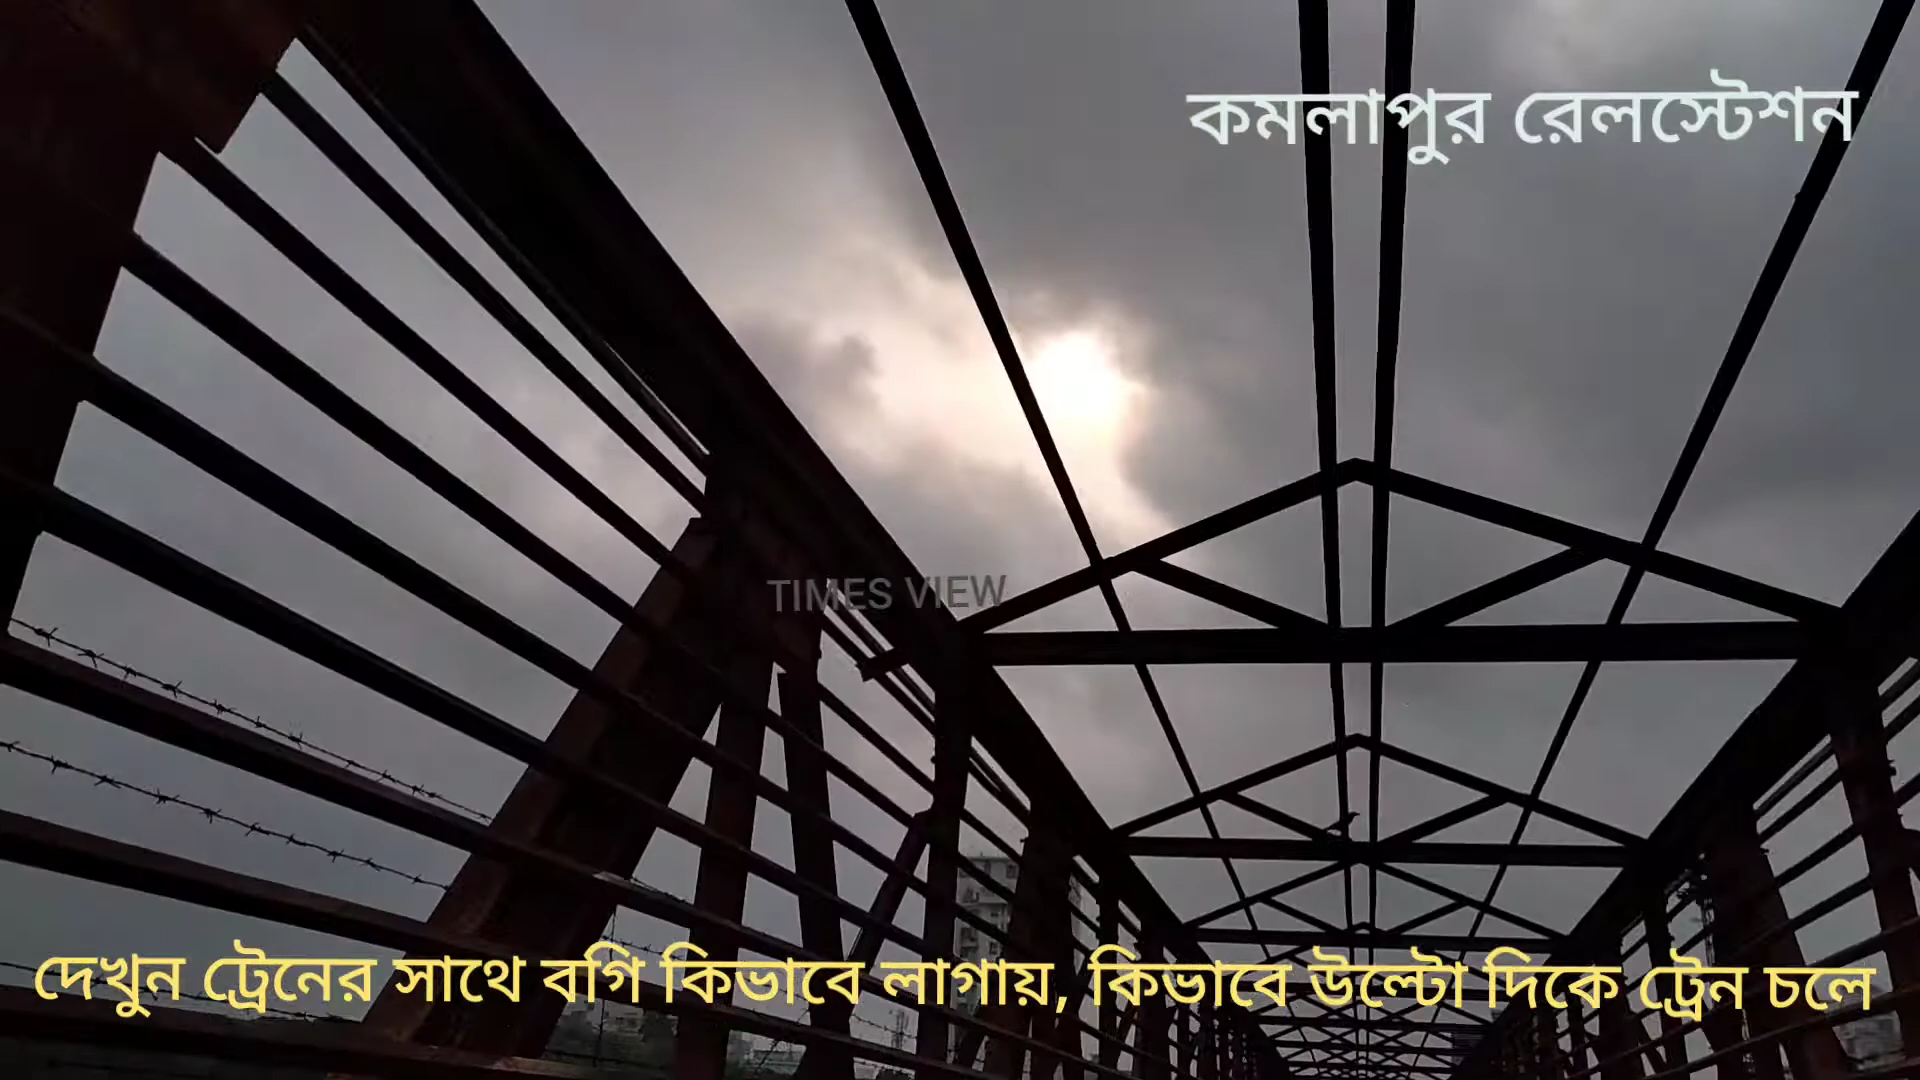 কমলাপুর রেলস্টেশন
TIMES VIEW
দেখুন ট্রেনের সাথে বগি কিভাবে লাগায়, কিভাবে উল্টো দিকে ট্রেন চলে